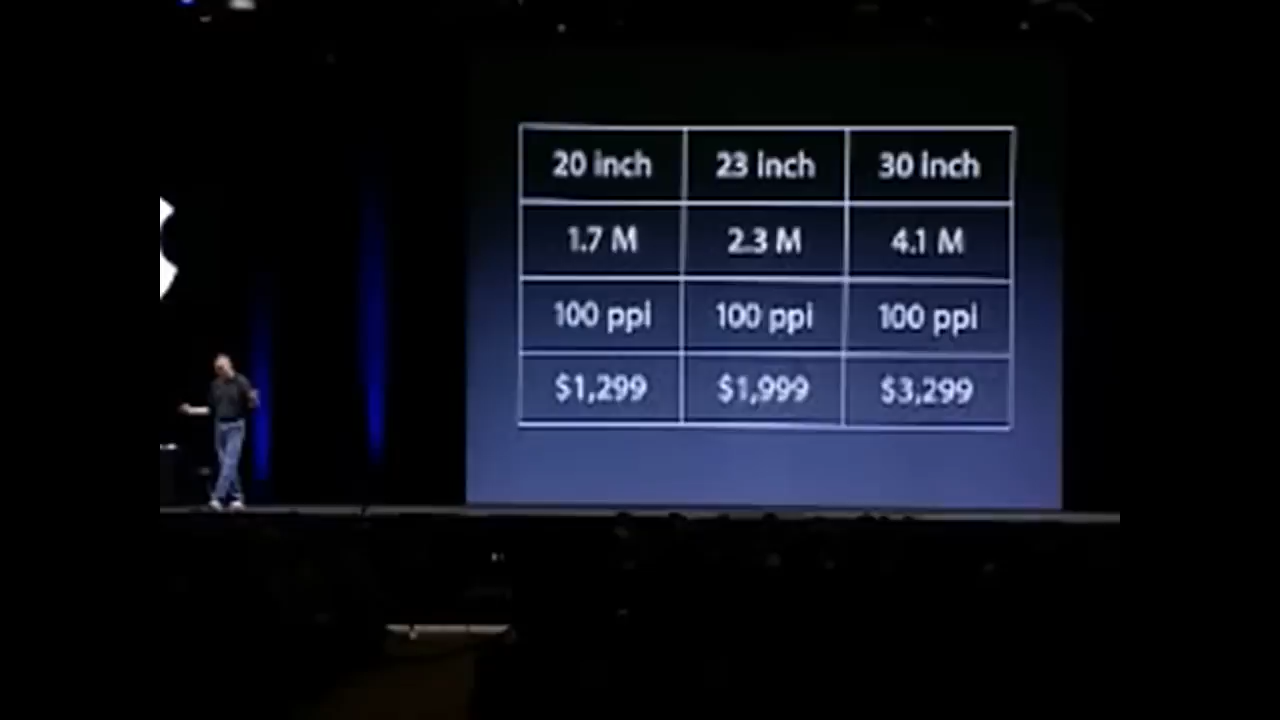 20 inch 23 inch 30 inch
1.7 M 2.3 M 4.1 M
100 ppi 100 ppi 100 ppi
$1,299 $1,999 $3,299